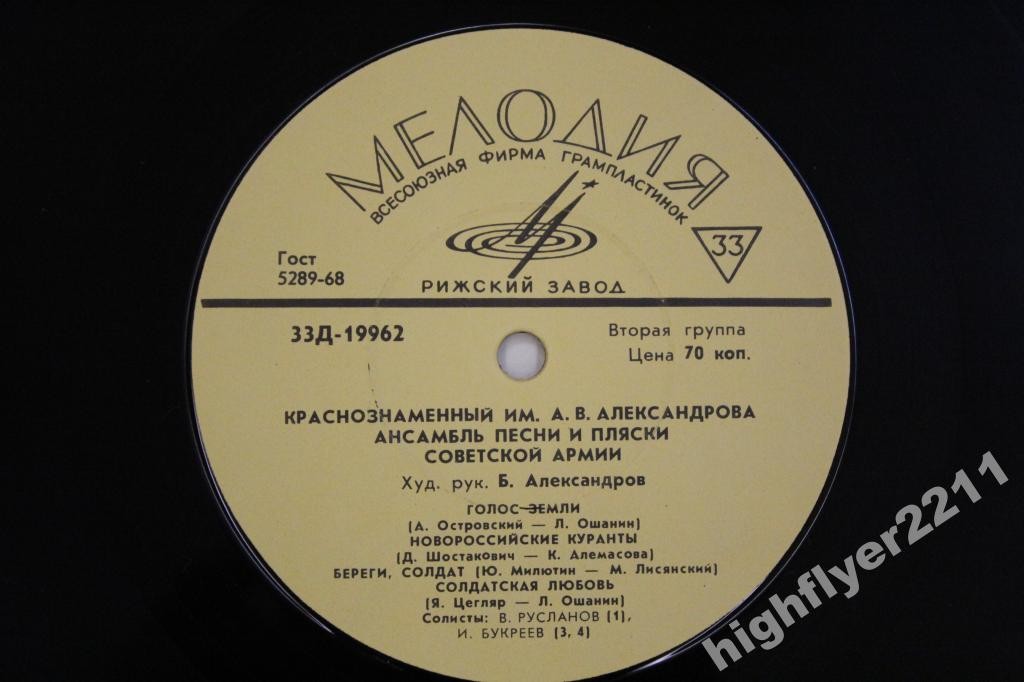 МЕЛОДИЯ
ВСЕСОЮЗНАЯ ФИРМА ГРАМПЛАСТИНОК
33
Гост
5289-68
РИЖСКИЙ ЗАВОД
33Д-19962
Вторая группа
Цена 70 коп.
КРАСНОЗНАМЕННЫЙ ИМ. А. В. АЛЕКСАНДРОВА
АНСАМБЛЬ ПЕСНИ И ПЛЯСКИ
СОВЕТСКОЙ АРМИИ
Худ. рук. Б. Александров
ГОЛОС ЗЕМЛИ
(А. Островский — Л. Ошанин)
НОВОРОССИЙСКИЕ КУРАНТЫ
(Д. Шостакович — К. Алемасова)
БЕРЕГИ, СОЛДАТ (Ю. Милютин — М. Лисянский)
СОЛДАТСКАЯ ЛЮБОВЬ
(Я. Цегляр — Л. Ошанин)
Солисты: В. РУСЛАНОВ (1),
И. БУКРЕЕВ (3, 4)
highflyer2211